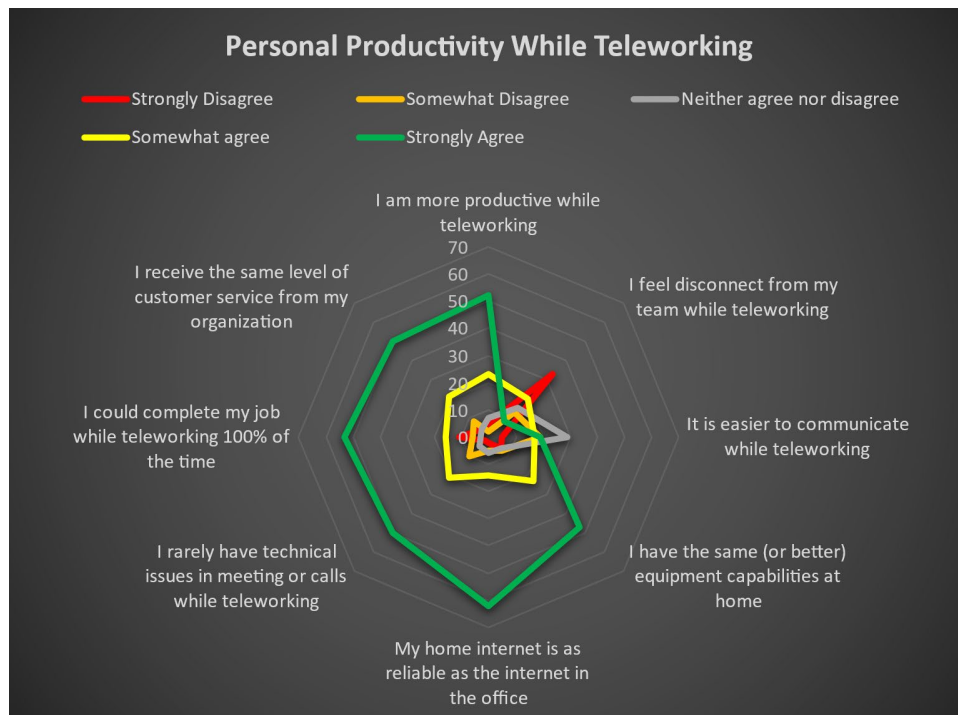 Personal Productivity While Teleworking
Strongly Disagree
Somewhat Disagree
Neither agree nor disagree
Somewhat agree
Strongly Agree
I am more productive while
teleworking
I feel disconnect from my
team while teleworking
It is easier to communicate
while teleworking
I have the same (or better)
equipment capabilities at
home
My home internet is as
reliable as the internet in
the office
I rarely have technical
issues in meeting or calls
while teleworking
I could complete my job
while teleworking 100% of
the time
I receive the same level of
customer service from my
organization
70
60
50
40
30
20
10
0